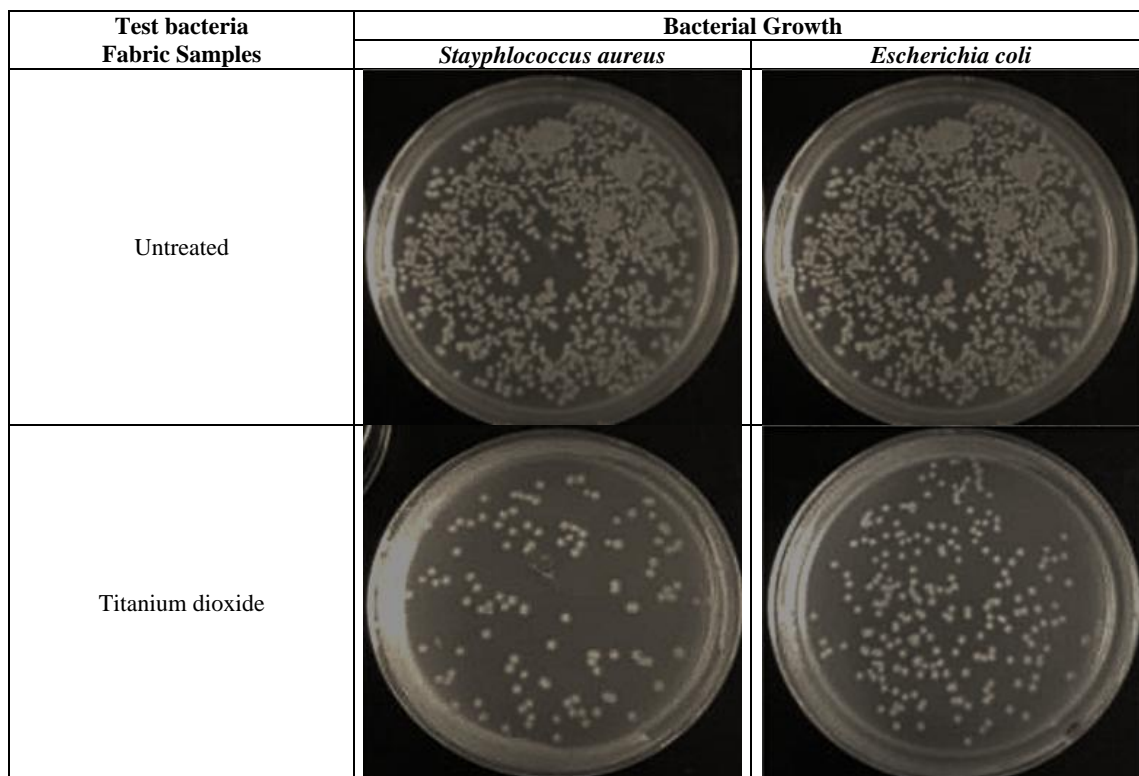 Test bacteria
Fabric Samples
Bacterial Growth
Stayphlococcus aureus
Escherichia coli
Untreated
Titanium dioxide